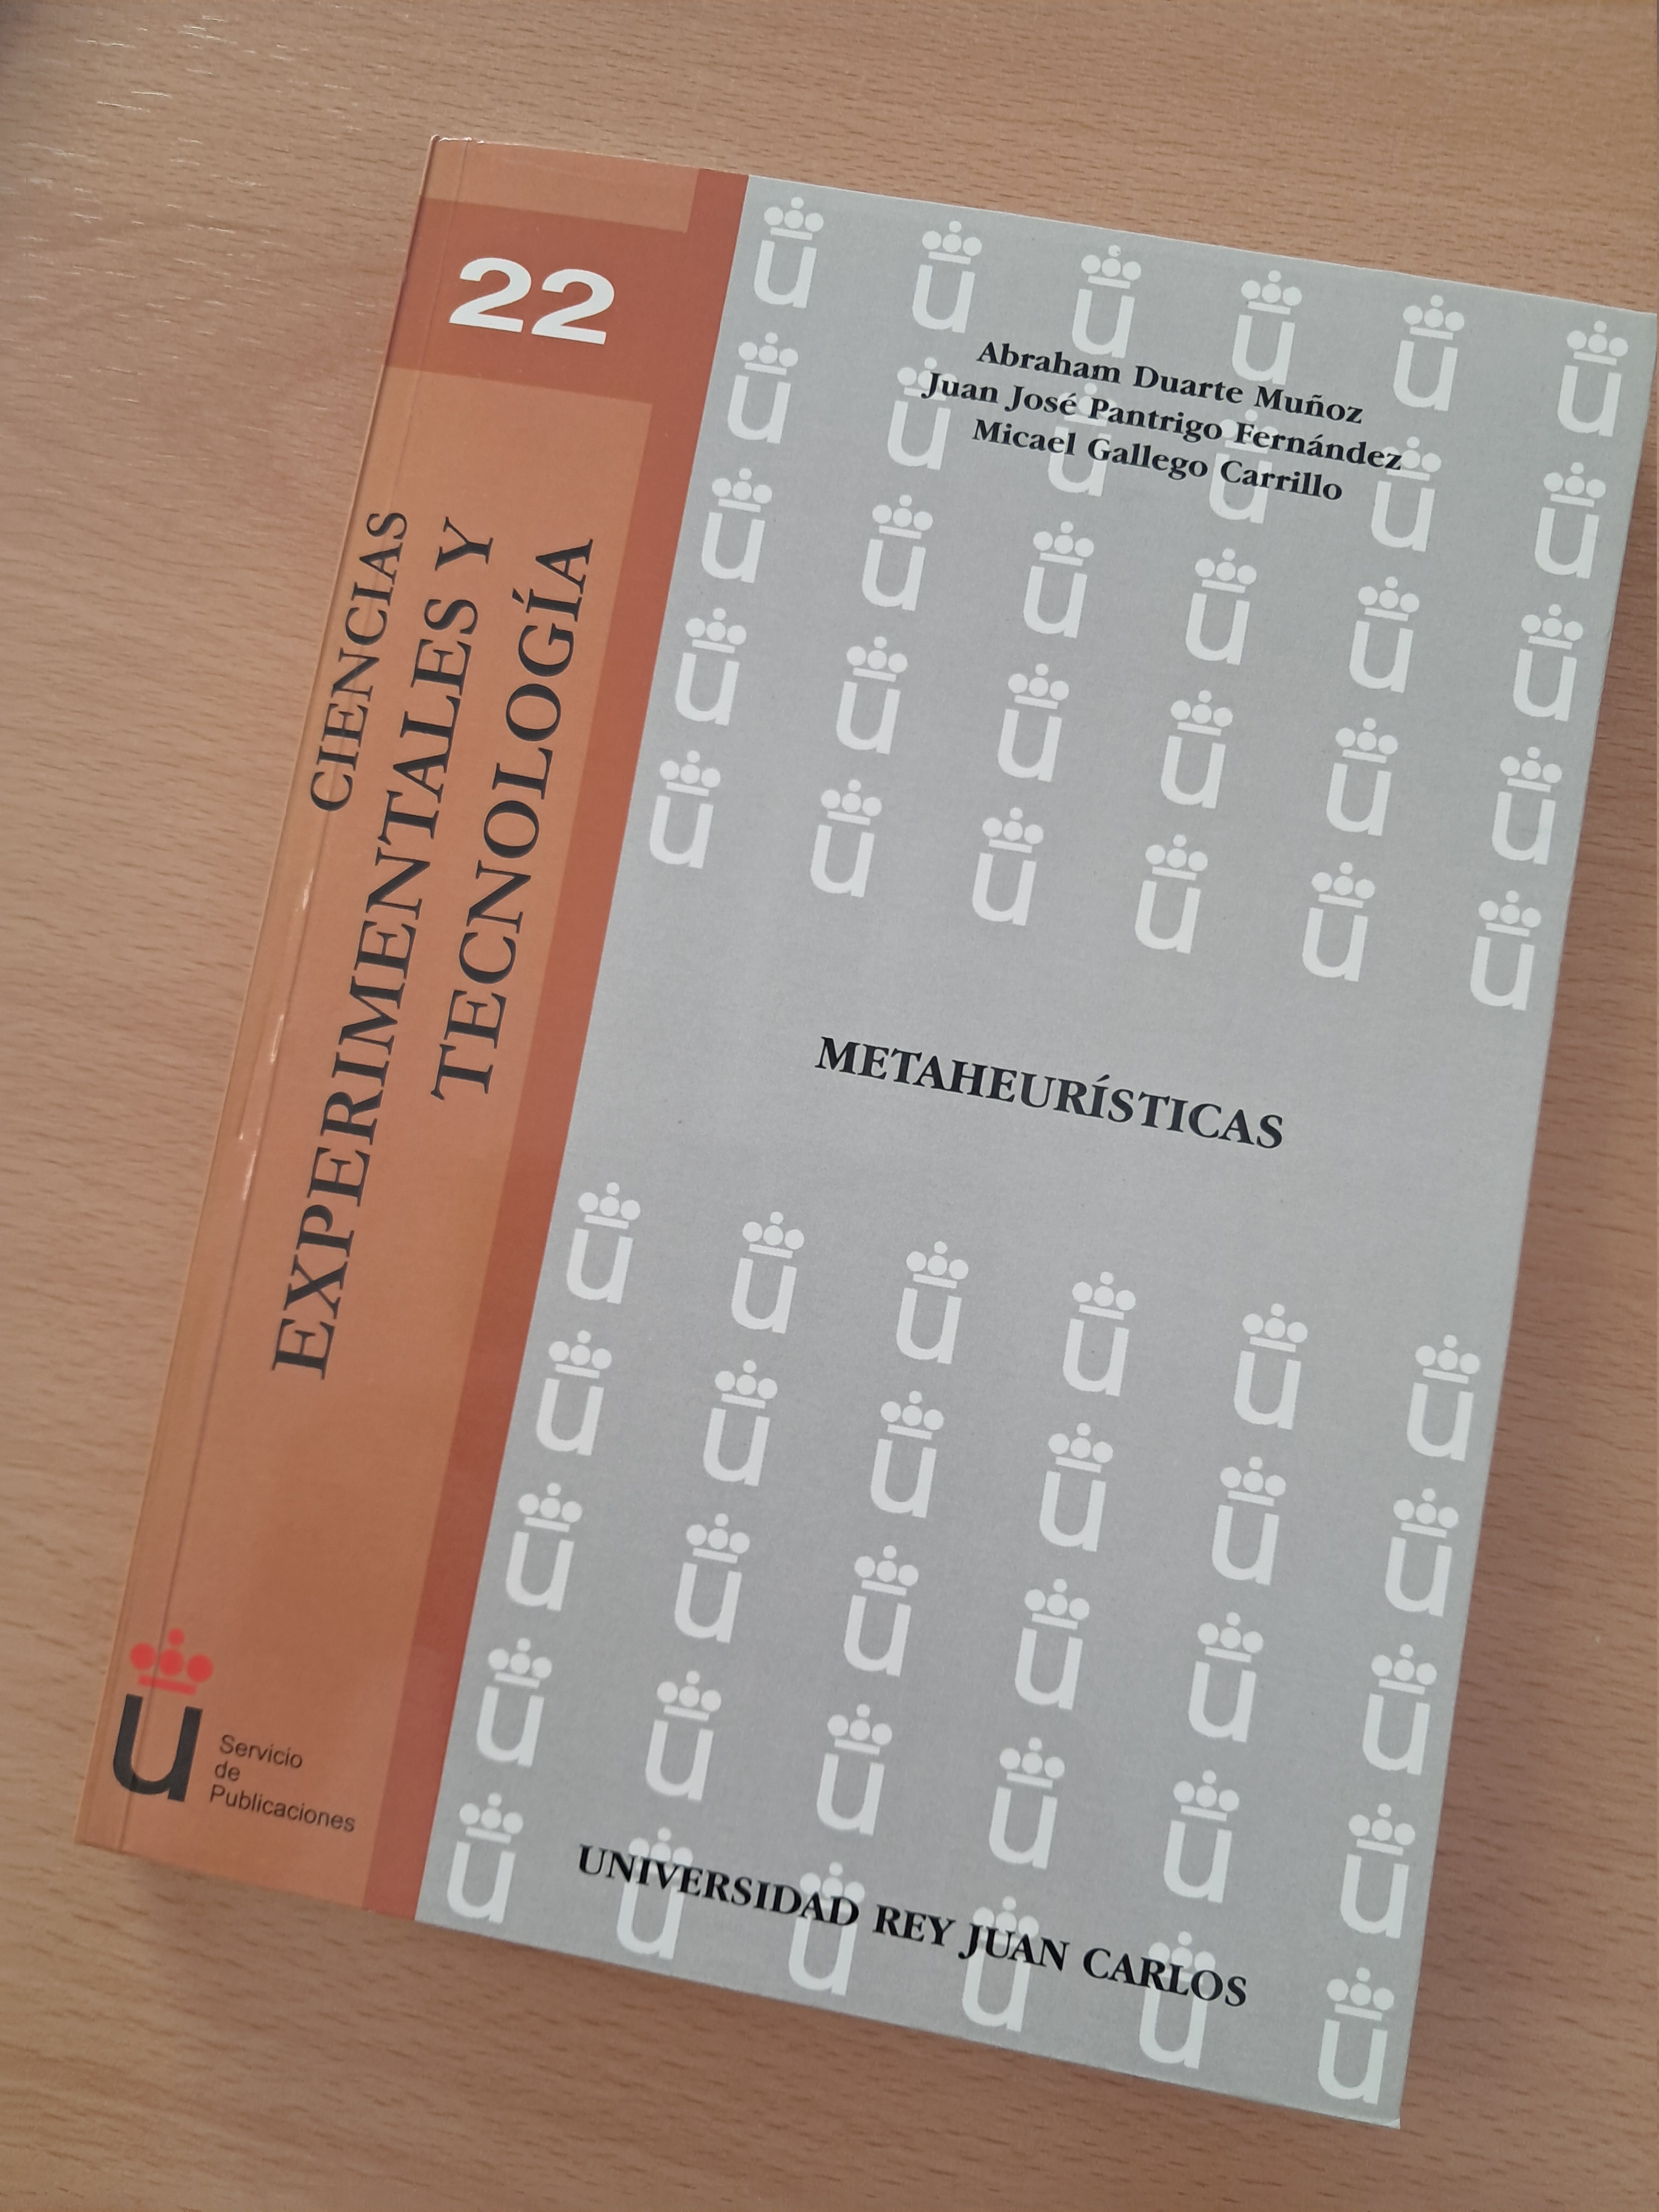 22
CIENCIAS
EXPERIMENTALES Y
TECNOLOGÍA
Abraham Duarte Muñoz
Juan José Pantrigo Fernández
Micael Gallego Carrillo
METAHEURÍSTICAS
u
Servicio
de
Publicaciones
UNIVERSIDAD REY JUAN CARLOS